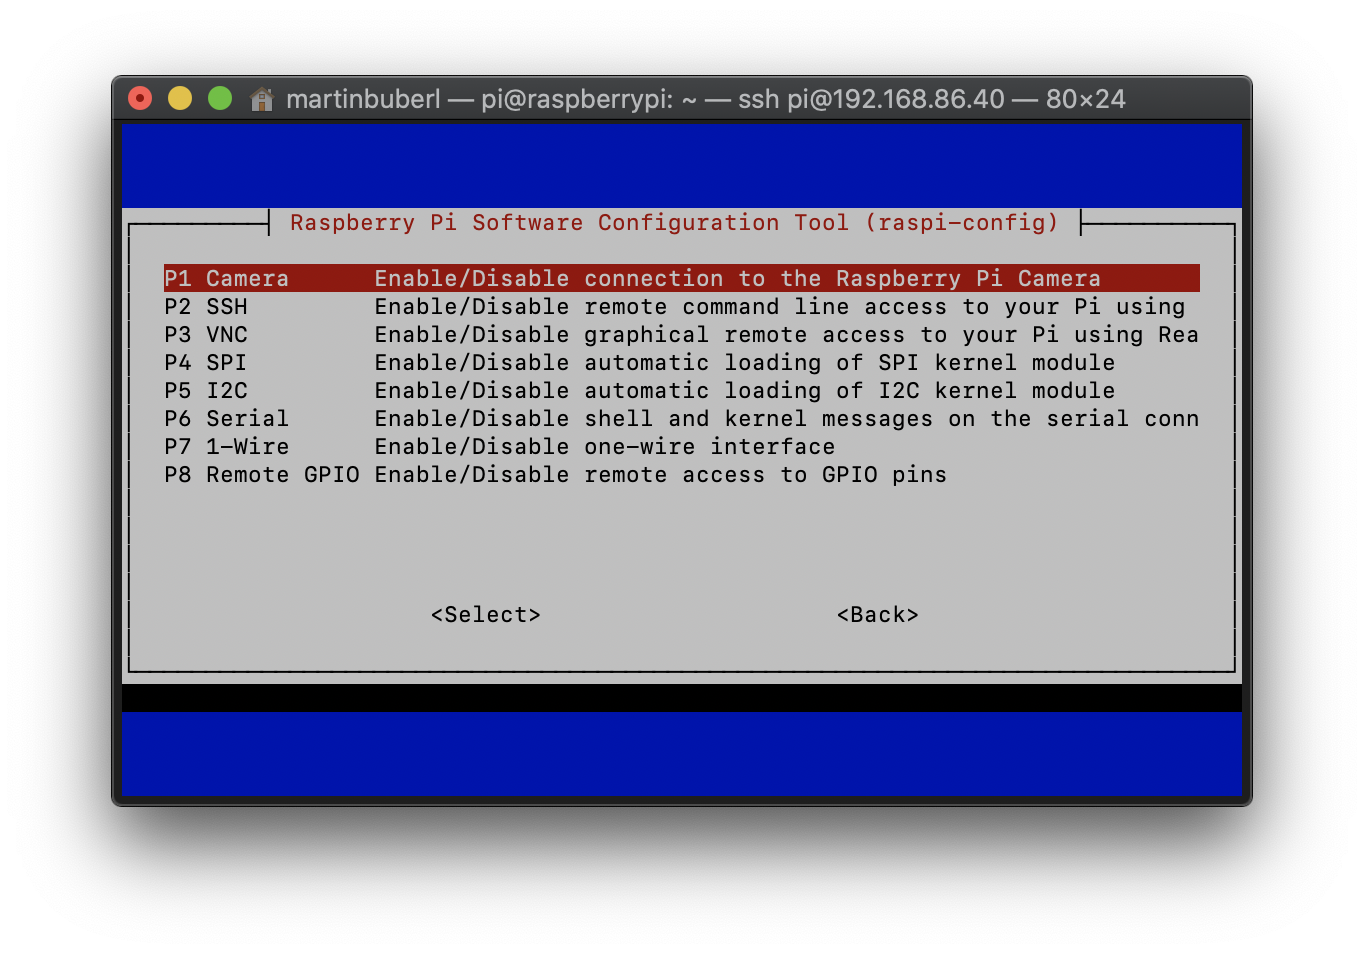 martinbuberl — pi@raspberrypi: ~ — ssh pi@192.168.86.40 — 80×24
Raspberry Pi Software Configuration Tool (raspi-config)
P1 Camera Enable/Disable connection to the Raspberry Pi Camera
P2 SSH Enable/Disable remote command line access to your Pi using
P3 VNC Enable/Disable graphical remote access to your Pi using Rea
P4 SPI Enable/Disable automatic loading of SPI kernel module
P5 I2C Enable/Disable automatic loading of I2C kernel module
P6 Serial Enable/Disable shell and kernel messages on the serial conn
P7 1-Wire Enable/Disable one-wire interface
P8 Remote GPIO Enable/Disable remote access to GPIO pins
<Select> <Back>